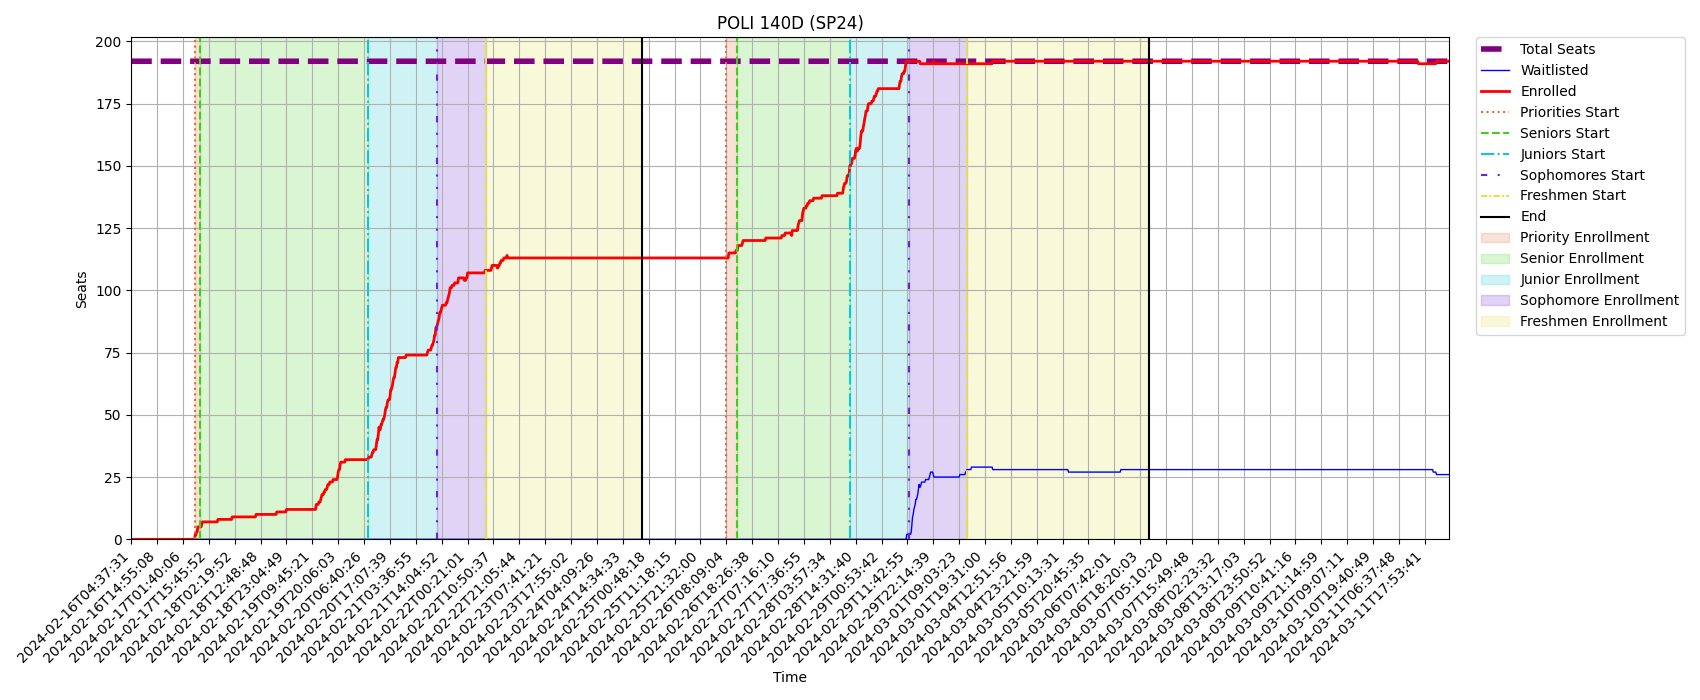 POLI 140D (SP24)
Seats
200
175
150
125
100
75
50
25
0
2024-02-16T04:37:31
2024-02-16T14:55:08
2024-02-17T01:40:06
2024-02-17T15:45:52
2024-02-18T02:19:52
2024-02-18T12:48:48
2024-02-18T23:04:49
2024-02-19T09:45:21
2024-02-19T20:06:03
2024-02-20T06:40:26
2024-02-20T17:07:39
2024-02-21T03:36:55
2024-02-21T14:04:52
2024-02-22T00:21:01
2024-02-22T10:50:37
2024-02-22T21:05:44
2024-02-23T07:41:21
2024-02-23T17:55:02
2024-02-24T04:09:26
2024-02-24T14:34:33
2024-02-25T00:48:18
2024-02-25T11:18:15
2024-02-25T21:32:00
2024-02-26T08:09:04
2024-02-26T18:26:38
2024-02-27T07:16:10
2024-02-27T17:36:55
2024-02-28T03:57:34
2024-02-28T14:31:40
2024-02-29T00:53:42
2024-02-29T11:42:55
2024-02-29T22:14:39
2024-03-01T09:03:23
2024-03-01T19:31:00
2024-03-04T12:51:56
2024-03-04T23:21:59
2024-03-05T10:13:31
2024-03-05T20:45:35
2024-03-06T07:42:01
2024-03-06T18:20:03
2024-03-07T05:10:20
2024-03-07T15:49:48
2024-03-08T02:23:32
2024-03-08T13:17:03
2024-03-08T23:50:52
2024-03-09T10:41:16
2024-03-09T21:14:59
2024-03-10T09:07:11
2024-03-10T19:40:49
2024-03-11T06:37:48
2024-03-11T17:53:41
Time
Total Seats
Waitlisted
Enrolled
Priorities Start
Seniors Start
Juniors Start
Sophomores Start
Freshmen Start
End
Priority Enrollment
Senior Enrollment
Junior Enrollment
Sophomore Enrollment
Freshmen Enrollment